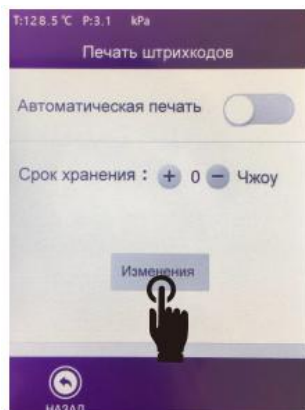 T:128.5℃ P:3.1 kPa
Печать штрихкодов
Автоматическая печать
Срок хранения : + 0 − Чжоу
Изменения
НАЗАД